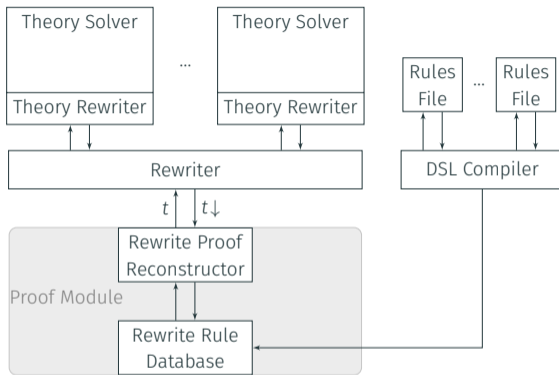 Theory Solver
...
Theory Solver
Theory Rewriter
Theory Rewriter
Rules
File
...
Rules
File
Rewriter
DSL Compiler
t
t↓
Rewrite Proof
Reconstructor
Proof Module
Rewrite Rule
Database